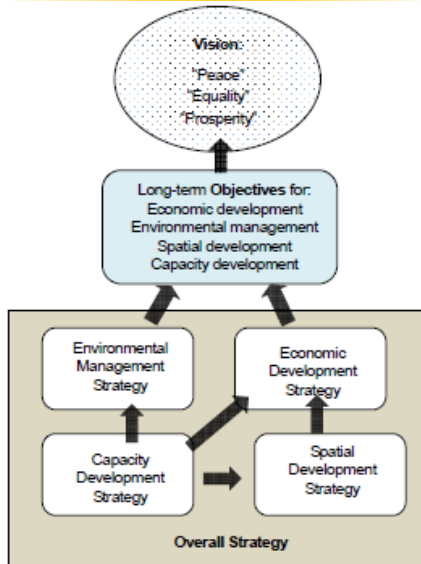 Vision:
"Peace"
"Equality"
"Prosperity"
Long-term Objectives for:
Economic development
Environmental management
Spatial development
Capacity development
Environmental
Management
Strategy
Economic
Development
Strategy
Capacity
Development
Strategy
Spatial
Development
Strategy
Overall Strategy